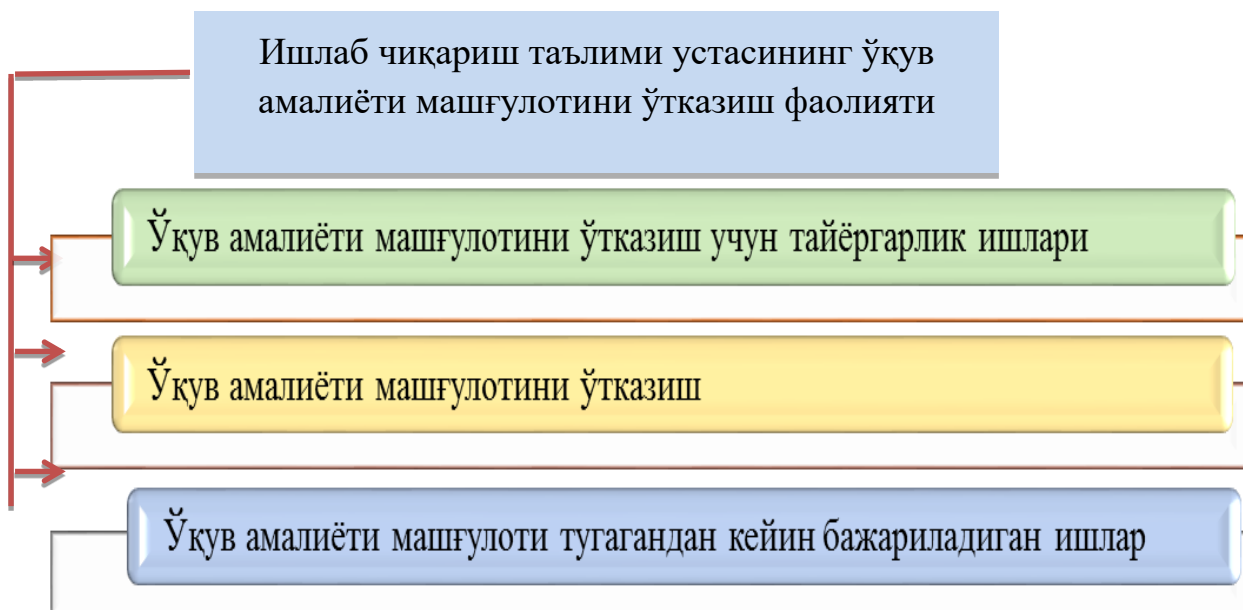 Ишлаб чиқариш таълими устасининг ўқув
амалиёти машғулотини ўтказиш фаолияти
Ўқув амалиёти машғулотини ўтказиш учун тайёргарлик ишлари
Ўқув амалиёти машғулотини ўтказиш
Ўқув амалиёти машғулоти тугагандан кейин бажариладиган ишлар